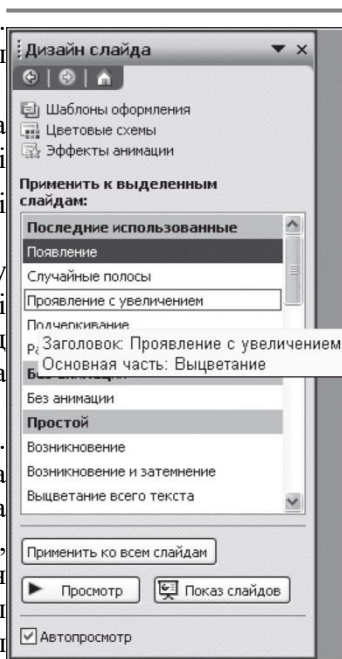 Дизайн слайда
Шаблоны оформления
Цветовые схемы
Эффекты анимации
Применить к выделенным
слайдам:
Последние использованные
Появление
Случайные полосы
Проявление с увеличением
Подчеркивание
Заголовок: Проявление с увеличением
Основная часть: Выцветание
Без анимации
Простой
Возникновение
Возникновение и затемнение
Выцветание всего текста
Применить ко всем слайдам
Просмотр
Показ слайдов
Автопросмотр